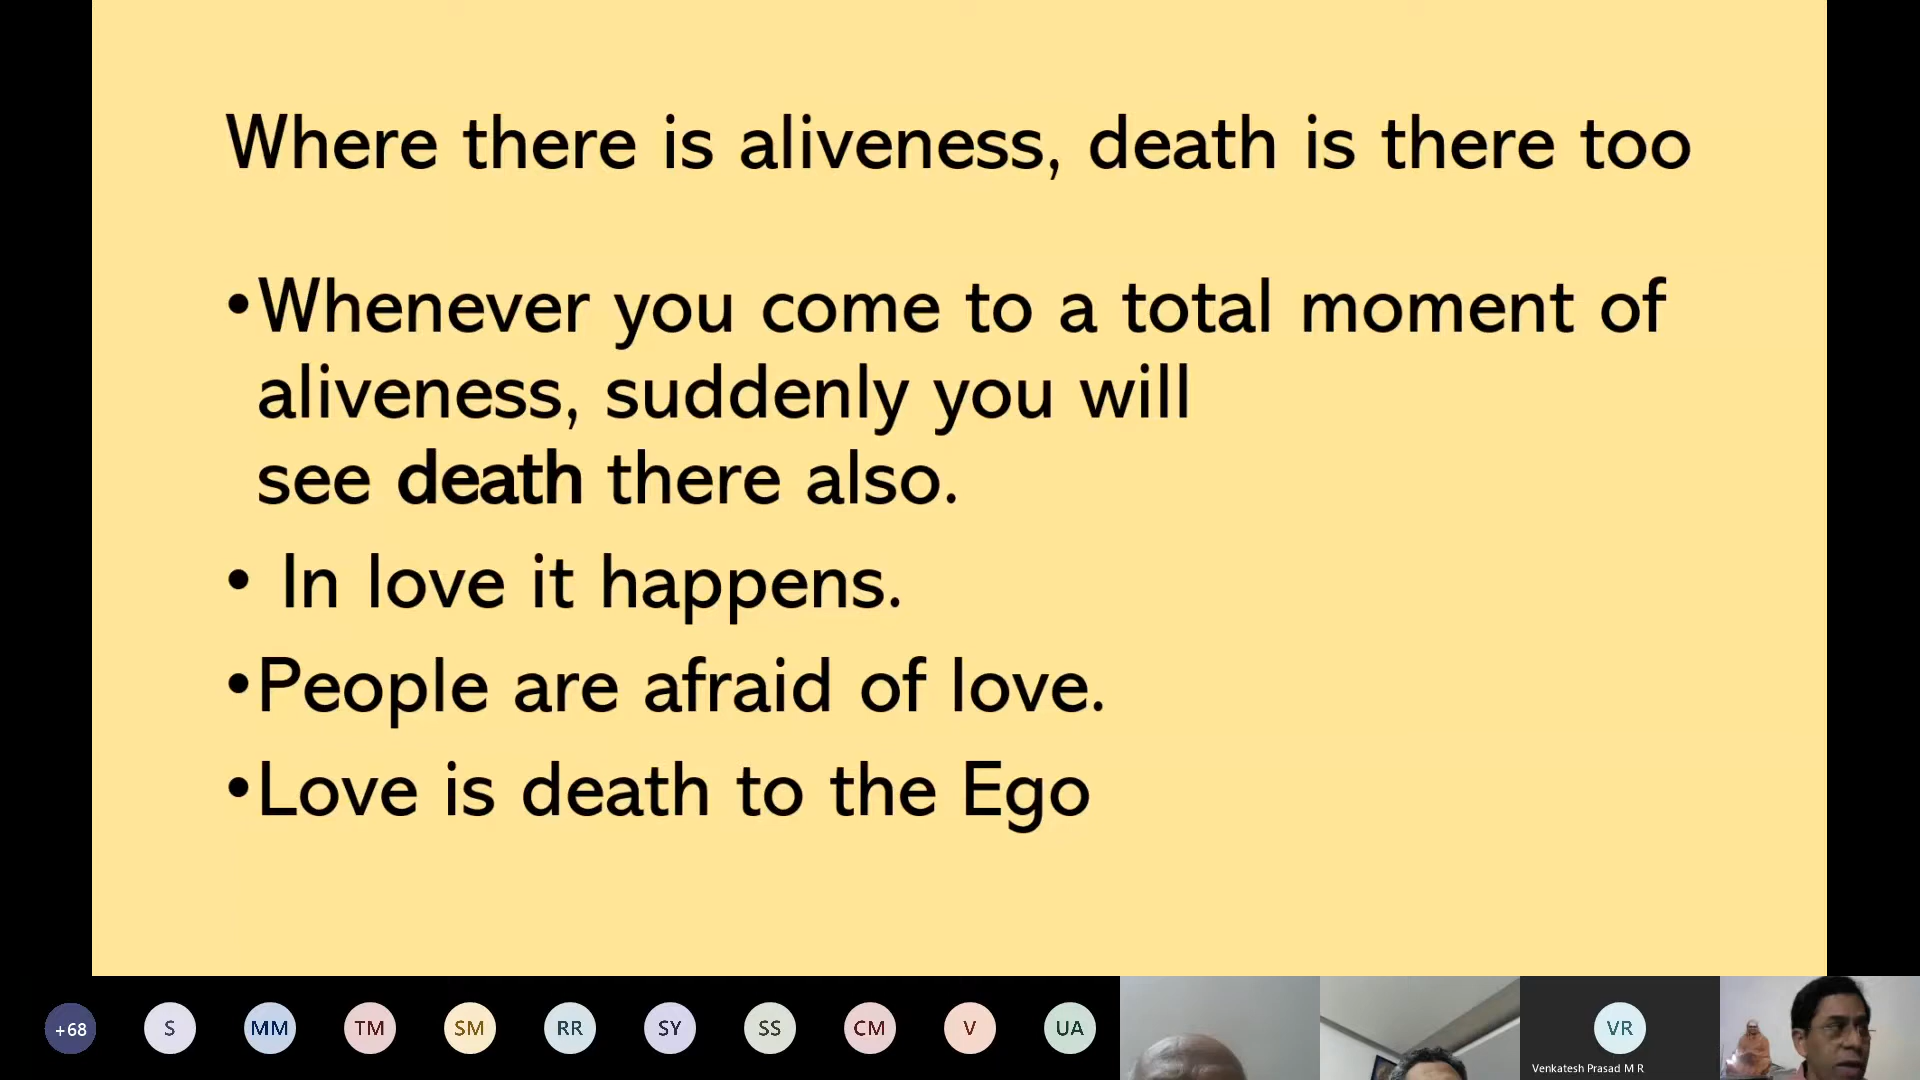 Where there is aliveness, death is there too
•Whenever you come to a total moment of
aliveness, suddenly you will
see death there also.
• In love it happens.
•People are afraid of love.
•Love is death to the Ego
+68 S MM TM SM RR SY SS CM V UA VR
Venkatesh Prasad M R